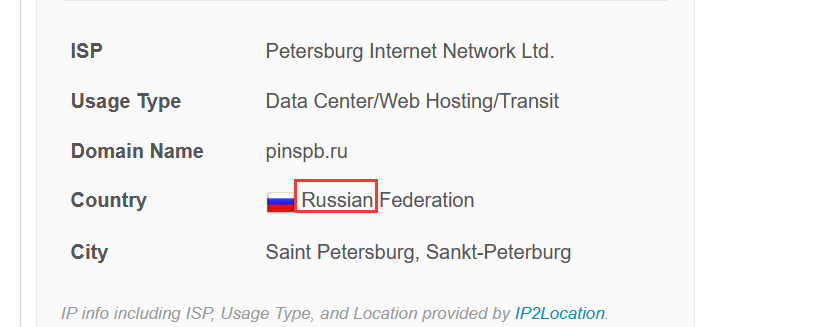 ISP Petersburg Internet Network Ltd.
Usage Type Data Center/Web Hosting/Transit
Domain Name pinspb.ru
Country Russian Federation
City Saint Petersburg, Sankt-Peterburg
IP info including ISP, Usage Type, and Location provided by IP2Location.